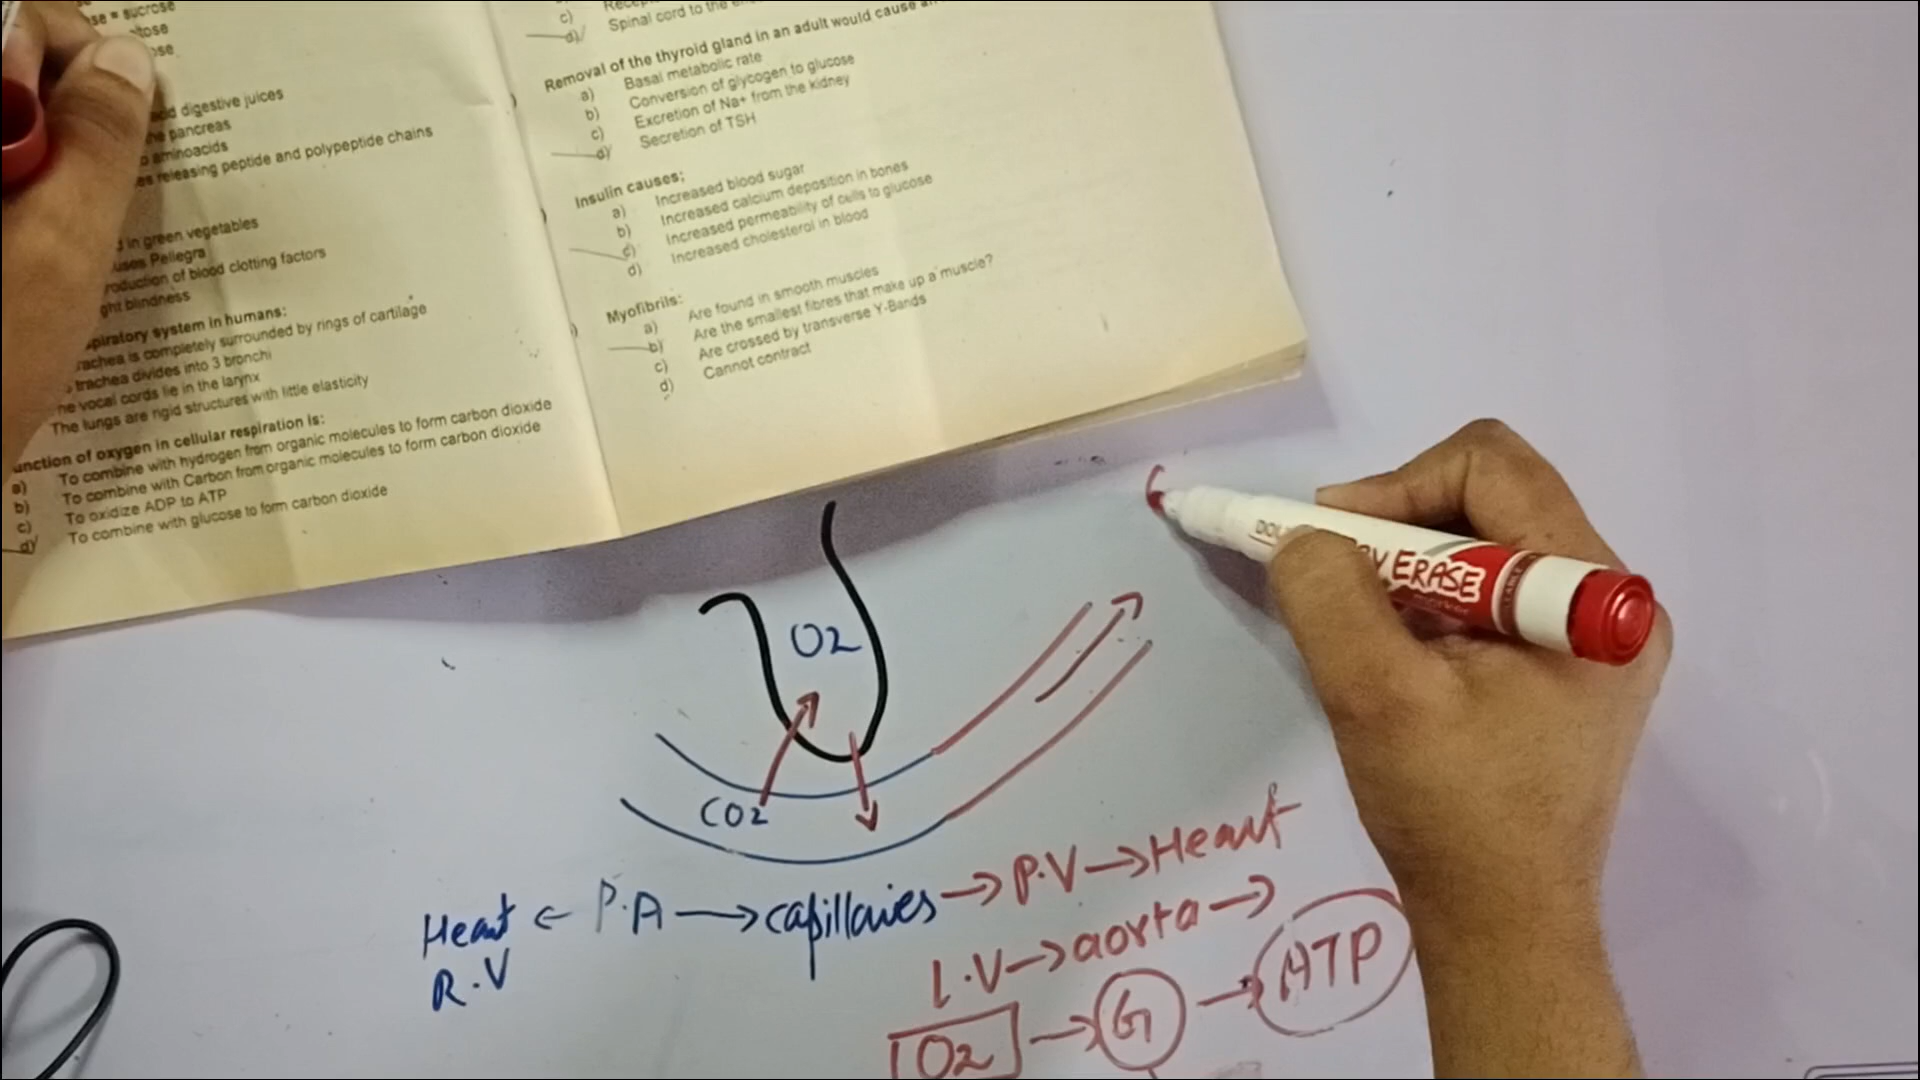 = sucrose
digestive juices
pancreas
aminoacids
releasing peptide and polypeptide chains
in green vegetables
Pellegra
production of blood clotting factors
blindness
system in humans:
trachea is completely surrounded by rings of cartilage
trachea divides into 3 bronchi
vocal cords lie in the larynx
The lungs are rigid structures with little elasticity
of oxygen in cellular respiration is:
a) To combine with hydrogen from organic molecules to form carbon dioxide
b) To combine with Carbon from organic molecules to form carbon dioxide
c) To oxidize ADP to ATP
d) To combine with glucose to form carbon dioxide
c)
d) Spinal cord to the
Removal of the thyroid gland in an adult would cause
a) Basal metabolic rate
b) Conversion of glycogen to glucose
c) Excretion of Na+ from the kidney
d) Secretion of TSH
Insulin causes;
a) Increased blood sugar
b) Increased calcium deposition in bones
c) Increased permeability of cells to glucose
d) Increased cholesterol in blood
Myofibrils:
a) Are found in smooth muscles
b) Are the smallest fibres that make up a muscle?
c) Are crossed by transverse Y-Bands
d) Cannot contract
ERASE
O2
CO2
Heart ← P.A → capillaries → P.V → Heart
R.V
L.V → aorta →
O2 → G → ATP